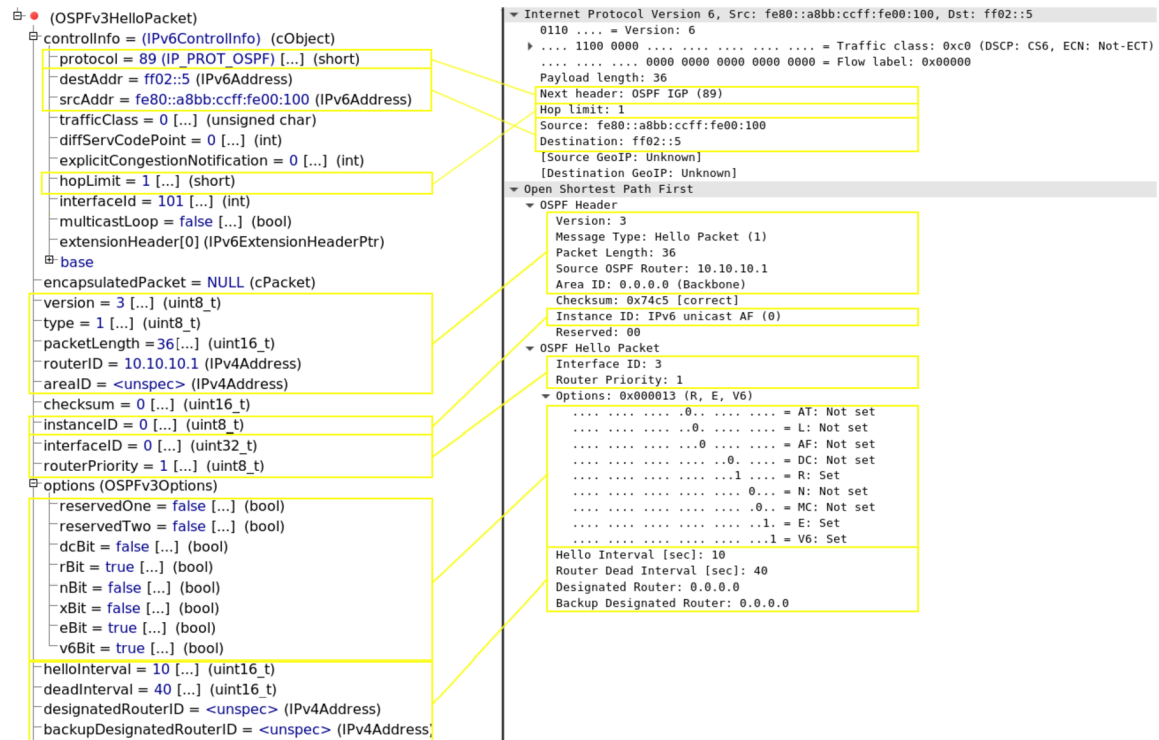 (OSPFv3HelloPacket)
controlInfo = (IPv6ControlInfo) (cObject)
protocol = 89 (IP_PROT_OSPF) [...] (short)
destAddr = ff02::5 (IPv6Address)
srcAddr = fe80::a8bb:ccff:fe00:100 (IPv6Address)
trafficClass = 0 [...] (unsigned char)
diffServCodePoint = 0 [...] (int)
explicitCongestionNotification = 0 [...] (int)
hopLimit = 1 [...] (short)
interfaceId = 101 [...] (int)
multicastLoop = false [...] (bool)
extensionHeader[0] (IPv6ExtensionHeaderPtr)
base
encapsulatedPacket = NULL (cPacket)
version = 3 [...] (uint8_t)
type = 1 [...] (uint8_t)
packetLength =36[...] (uint16_t)
routerID = 10.10.10.1 (IPv4Address)
areaID = <unspec> (IPv4Address)
checksum = 0 [...] (uint16_t)
instanceID = 0 [...] (uint8_t)
interfaceID = 0 [...] (uint32_t)
routerPriority = 1 [...] (uint8_t)
options (OSPFv3Options)
reservedOne = false [...] (bool)
reservedTwo = false [...] (bool)
dcBit = false [...] (bool)
rBit = true [...] (bool)
nBit = false [...] (bool)
xBit = false [...] (bool)
eBit = true [...] (bool)
v6Bit = true [...] (bool)
helloInterval = 10 [...] (uint16_t)
deadInterval = 40 [...] (uint16_t)
designatedRouterID = <unspec> (IPv4Address)
backupDesignatedRouterID = <unspec> (IPv4Address)
Internet Protocol Version 6, Src: fe80::a8bb:ccff:fe00:100, Dst: ff02::5
0110 .... = Version: 6
.... 1100 0000 .... .... .... .... .... = Traffic class: 0xc0 (DSCP: CS6, ECN: Not-ECT)
.... .... .... 0000 0000 0000 0000 0000 = Flow label: 0x00000
Payload length: 36
Next header: OSPF IGP (89)
Hop limit: 1
Source: fe80::a8bb:ccff:fe00:100
Destination: ff02::5
[Source GeoIP: Unknown]
[Destination GeoIP: Unknown]
Open Shortest Path First
OSPF Header
Version: 3
Message Type: Hello Packet (1)
Packet Length: 36
Source OSPF Router: 10.10.10.1
Area ID: 0.0.0.0 (Backbone)
Checksum: 0x74c5 [correct]
Instance ID: IPv6 unicast AF (0)
Reserved: 00
OSPF Hello Packet
Interface ID: 3
Router Priority: 1
Options: 0x000013 (R, E, V6)
.... .... .... .0.. .... .... = AT: Not set
.... .... .... ..0. .... .... = L: Not set
.... .... .... ...0 .... .... = AF: Not set
.... .... .... .... ..0. .... = DC: Not set
.... .... .... .... ...1 .... = R: Set
.... .... .... .... .... 0... = N: Not set
.... .... .... .... .... .0.. = MC: Not set
.... .... .... .... .... ..1. = E: Set
.... .... .... .... .... ...1 = V6: Set
Hello Interval [sec]: 10
Router Dead Interval [sec]: 40
Designated Router: 0.0.0.0
Backup Designated Router: 0.0.0.0